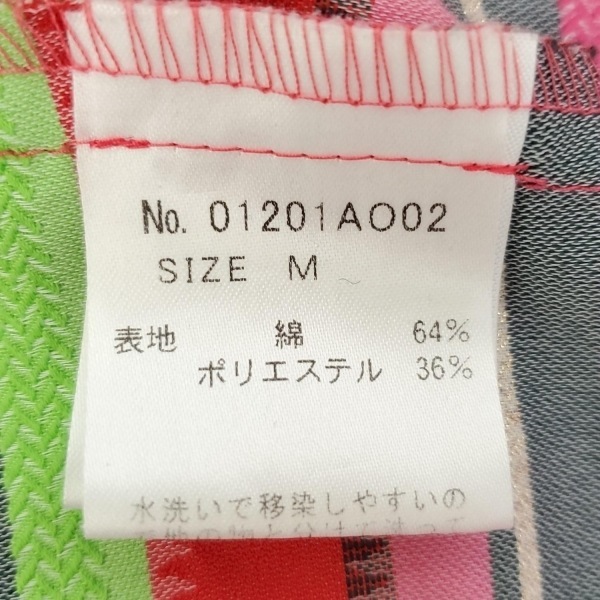 No. 01201AO02
SIZE M
表地 綿 64%
ポリエステル 36%
水洗いで移染しやすいの